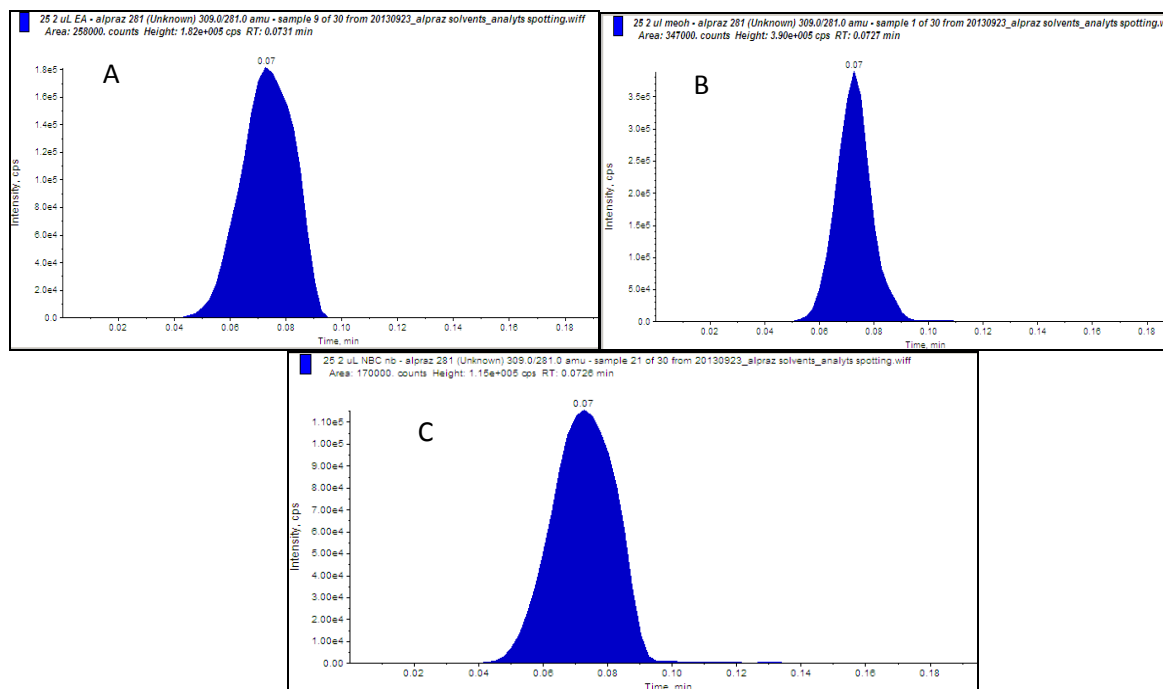 25 2 uL EA - alpraz 281 (Unknown) 309.0/281.0 amu - sample 9 of 30 from 20130923_alpraz solvents_analyts spotting.wiff
Area: 258000. counts Height: 1.82e+005 cps RT: 0.0731 min
A
0.07
1.8e5
1.6e5
1.4e5
1.2e5
1.0e5
8.0e4
6.0e4
4.0e4
2.0e4
0.0
Intensity, cps
0.02 0.04 0.06 0.08 0.10 0.12 0.14 0.16 0.18
Time, min
25 2 ul meoh - alpraz 281 (Unknown) 309.0/281.0 amu - sample 1 of 30 from 20130923_alpraz solvents_analyts spotting.w
Area: 347000. counts Height: 3.90e+005 cps RT: 0.0727 min
B
0.07
3.5e5
3.0e5
2.5e5
2.0e5
1.5e5
1.0e5
5.0e4
0.0
Intensity, cps
0.02 0.04 0.06 0.08 0.10 0.12 0.14 0.16 0.18
Time, min
25 2 uL NBC nb - alpraz 281 (Unknown) 309.0/281.0 amu - sample 21 of 30 from 20130923_alpraz solvents_analyts spotting.wiff
Area: 170000. counts Height: 1.15e+005 cps RT: 0.0726 min
C
0.07
1.10e5
1.00e5
9.00e4
8.00e4
7.00e4
6.00e4
5.00e4
4.00e4
3.00e4
2.00e4
1.00e4
0.00
Intensity, cps
0.02 0.04 0.06 0.08 0.10 0.12 0.14 0.16 0.18
Time, min